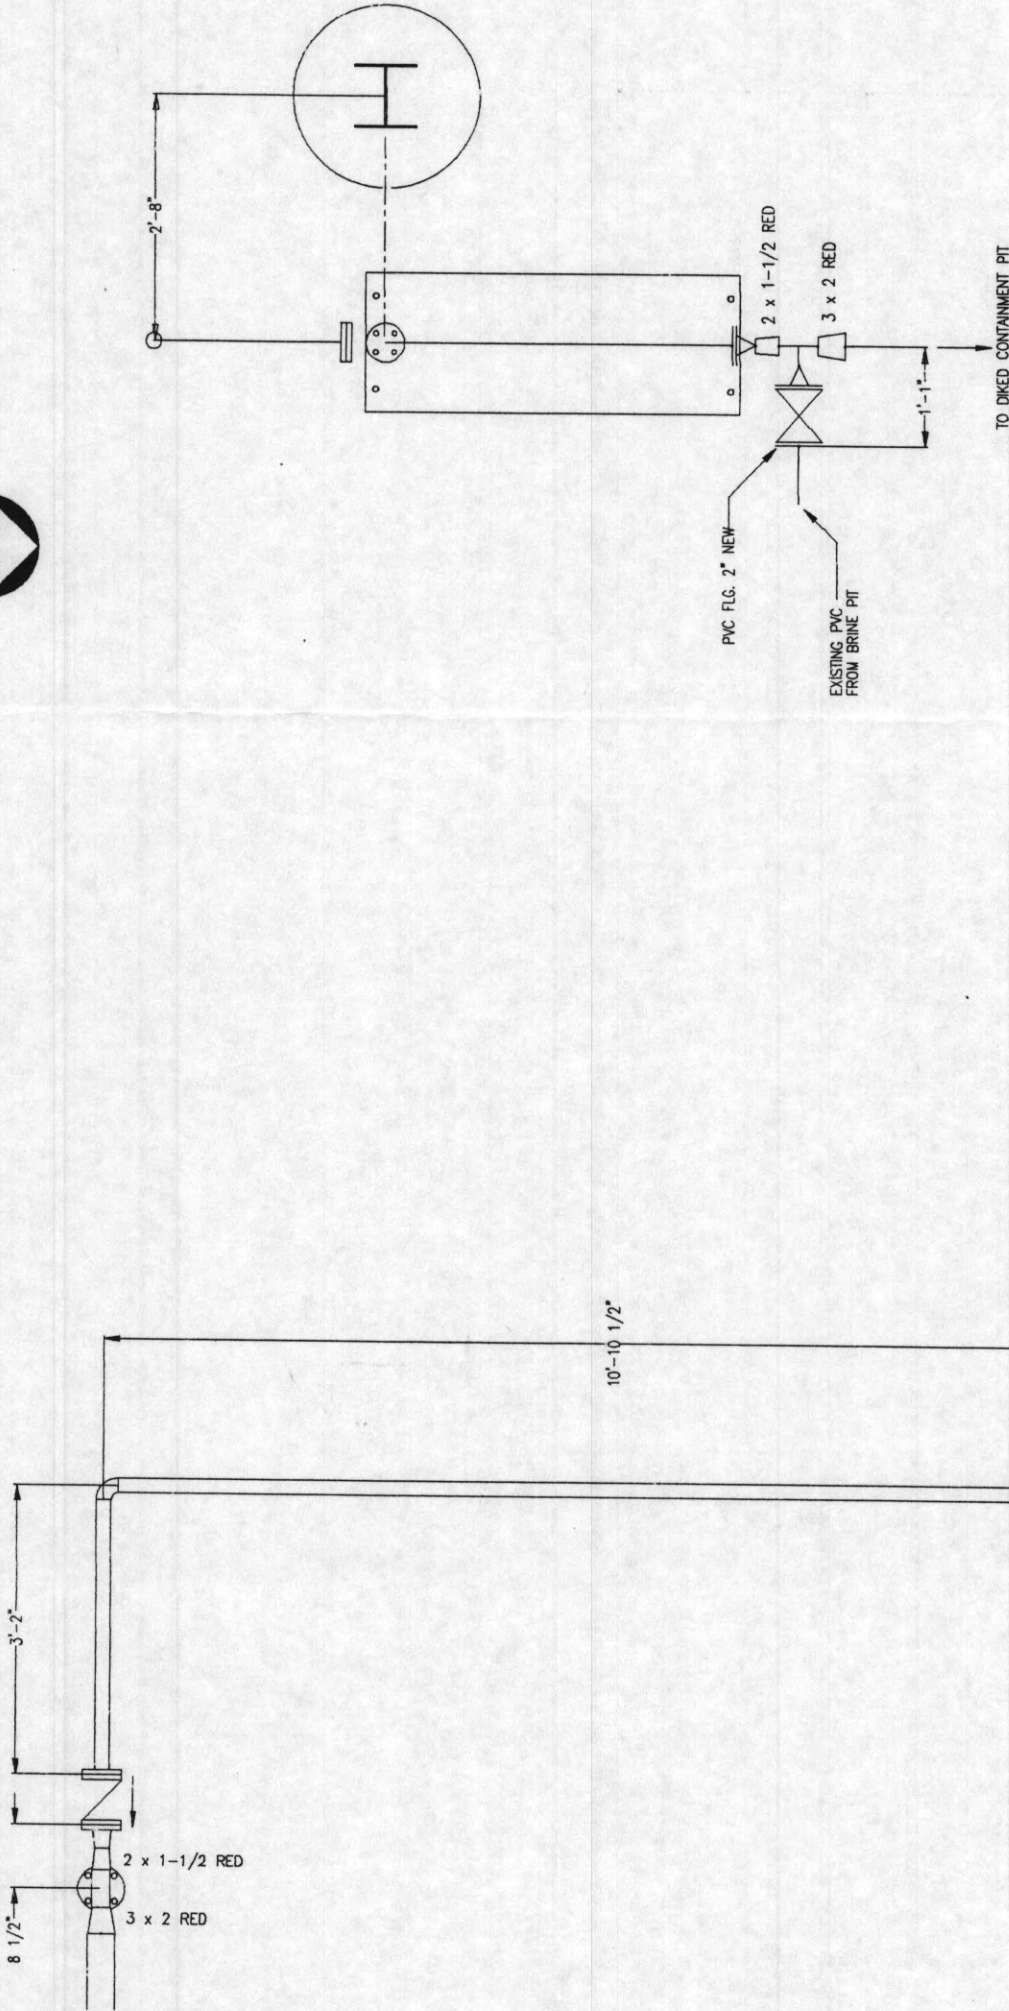 2'-8"
2 x 1-1/2 RED
3 x 2 RED
1'-1"
TO DIKED CONTAINMENT PIT
PVC FLG. 2" NEW
EXISTING PVC
FROM BRINE PIT
10'-10 1/2"
3'-2"
2 x 1-1/2 RED
3 x 2 RED
8 1/2"